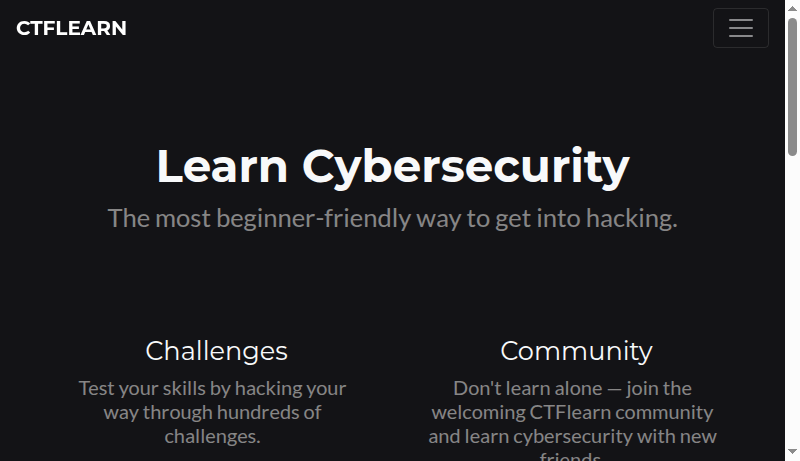 CTFLEARN
Learn Cybersecurity
The most beginner-friendly way to get into hacking.
Challenges
Test your skills by hacking your
way through hundreds of
challenges.
Community
Don't learn alone — join the
welcoming CTFlearn community
and learn cybersecurity with new
friends.